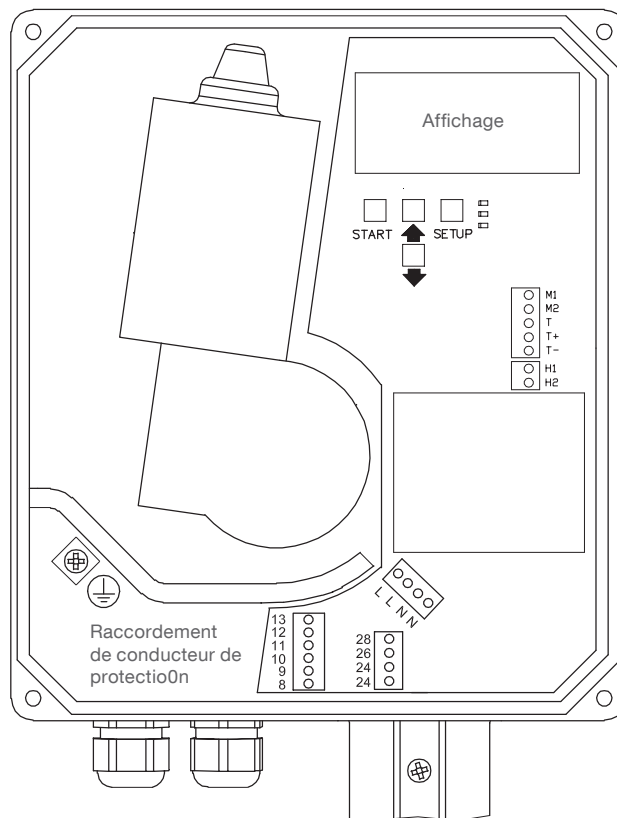 Affichage
START
SETUP
M1
M2
T
T+
T-
H1
H2
L L N N
13
12
11
10
9
8
28
26
24
24
Raccordement
de conducteur de
protectio0n